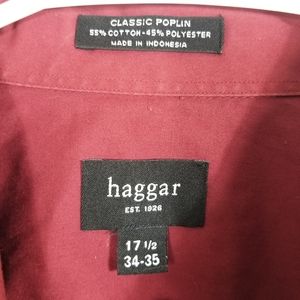 CLASSIC POPLIN
55% COTTON-45% POLYESTER
MADE IN INDONESIA
haggar
EST. 1926
17 1/2
34-35